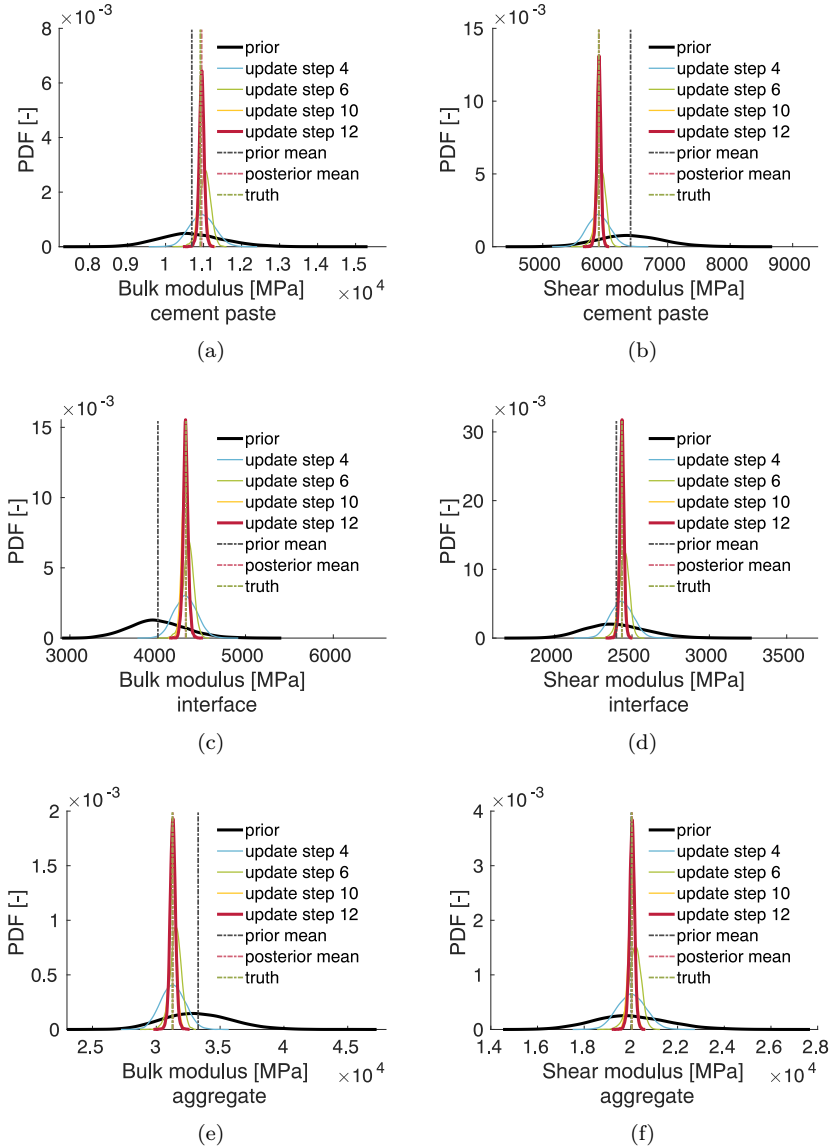 ×10⁻³
8
6
4
2
0
PDF [-]
prior
update step 4
update step 6
update step 10
update step 12
prior mean
posterior mean
truth
0.8 0.9 1 1.1 1.2 1.3 1.4 1.5
Bulk modulus [MPa] ×10⁴
cement paste
(a)
×10⁻³
15
10
5
0
PDF [-]
prior
update step 4
update step 6
update step 10
update step 12
prior mean
posterior mean
truth
5000 6000 7000 8000 9000
Shear modulus [MPa]
cement paste
(b)
×10⁻³
15
10
5
0
PDF [-]
prior
update step 4
update step 6
update step 10
update step 12
prior mean
posterior mean
truth
3000 4000 5000 6000
Bulk modulus [MPa]
interface
(c)
×10⁻³
30
20
10
0
PDF [-]
prior
update step 4
update step 6
update step 10
update step 12
prior mean
posterior mean
truth
2000 2500 3000 3500
Shear modulus [MPa]
interface
(d)
×10⁻³
2
1.5
1
0.5
0
PDF [-]
prior
update step 4
update step 6
update step 10
update step 12
prior mean
posterior mean
truth
2.5 3 3.5 4 4.5
Bulk modulus [MPa] ×10⁴
aggregate
(e)
×10⁻³
4
3
2
1
0
PDF [-]
prior
update step 4
update step 6
update step 10
update step 12
prior mean
posterior mean
truth
1.4 1.6 1.8 2 2.2 2.4 2.6 2.8
Shear modulus [MPa] ×10⁴
aggregate
(f)